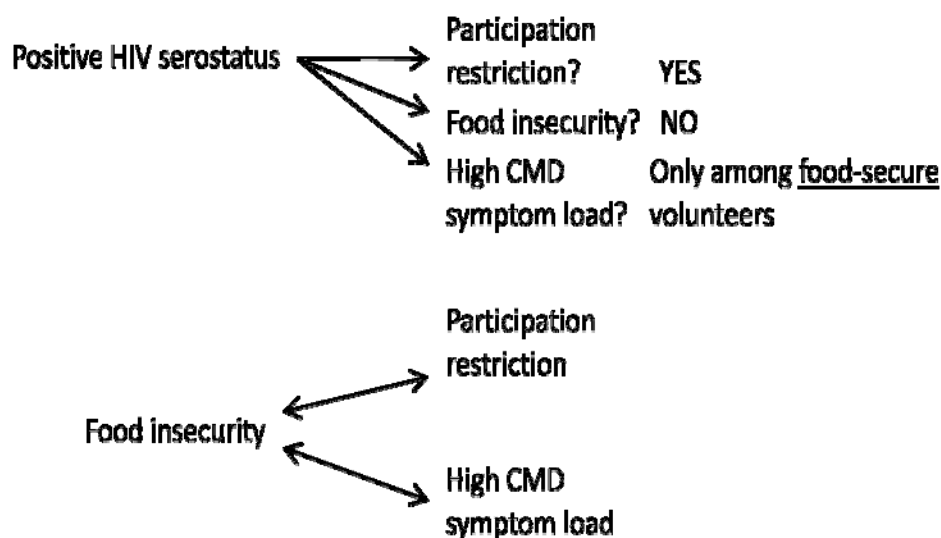 Positive HIV serostatus
Participation
restriction? YES
Food insecurity? NO
High CMD Only among food-secure
symptom load? volunteers
Participation
restriction
Food insecurity
High CMD
symptom load